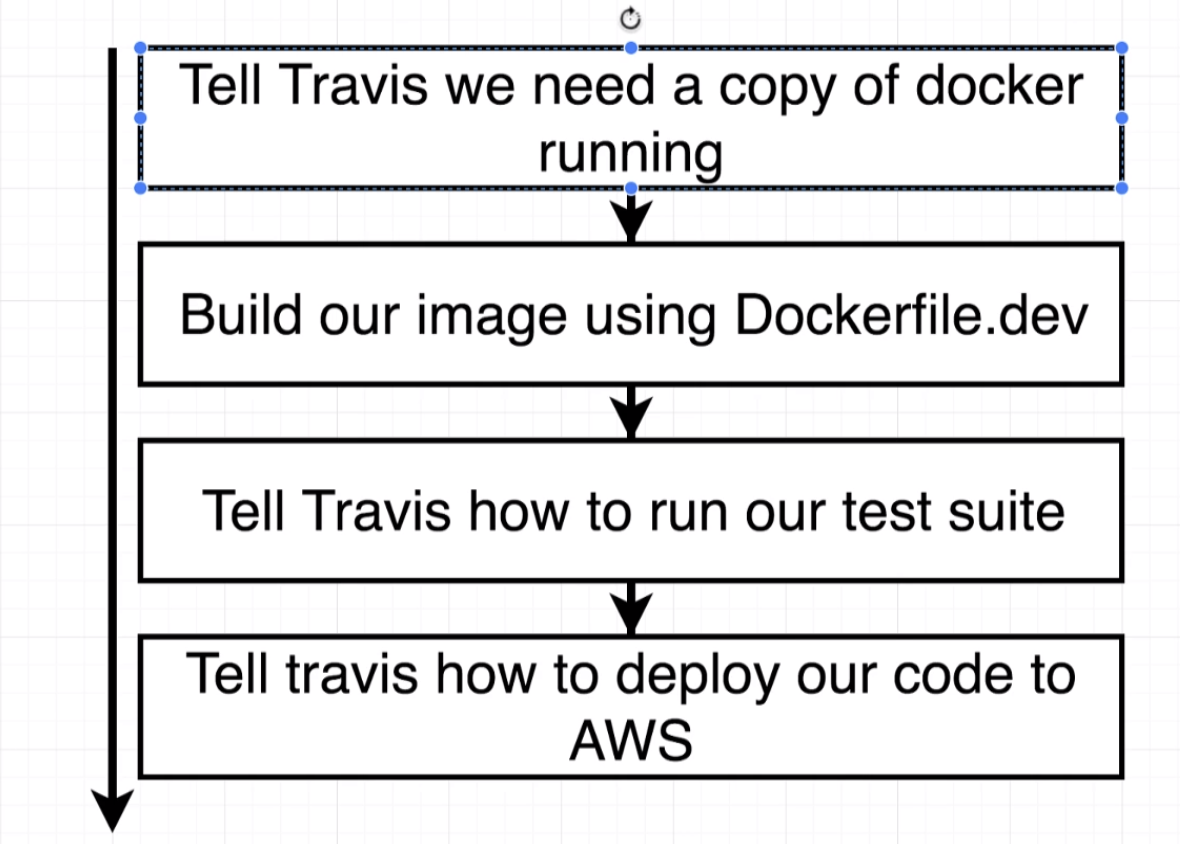 Tell Travis we need a copy of docker
running
Build our image using Dockerfile.dev
Tell Travis how to run our test suite
Tell travis how to deploy our code to
AWS